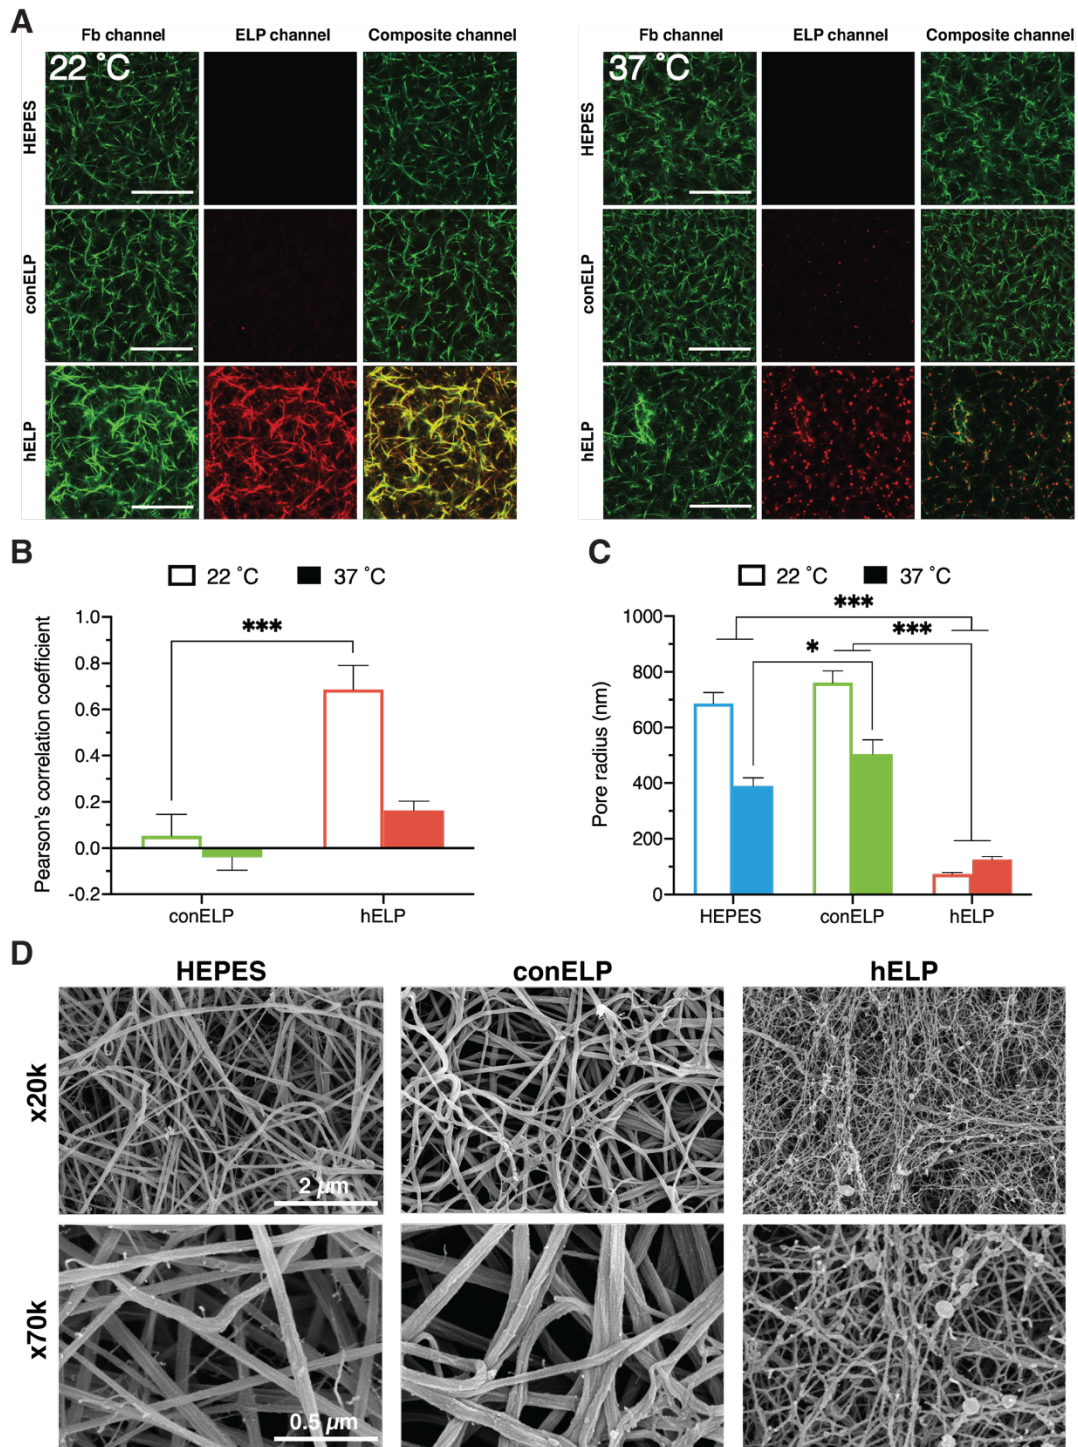 A
Fb channel ELP channel Composite channel
Fb channel ELP channel Composite channel
22 ˚C
37 ˚C
HEPES
HEPES
conELP
conELP
hELP
hELP
B
22 ˚C 37 ˚C
Pearson's correlation coefficient
1.0
0.8
0.6
0.4
0.2
0.0
-0.2
***
conELP hELP
C
22 ˚C 37 ˚C
Pore radius (nm)
1000
800
600
400
200
0
***
***
*
HEPES conELP hELP
D
HEPES conELP hELP
x20k
2 µm
x70k
0.5 µm